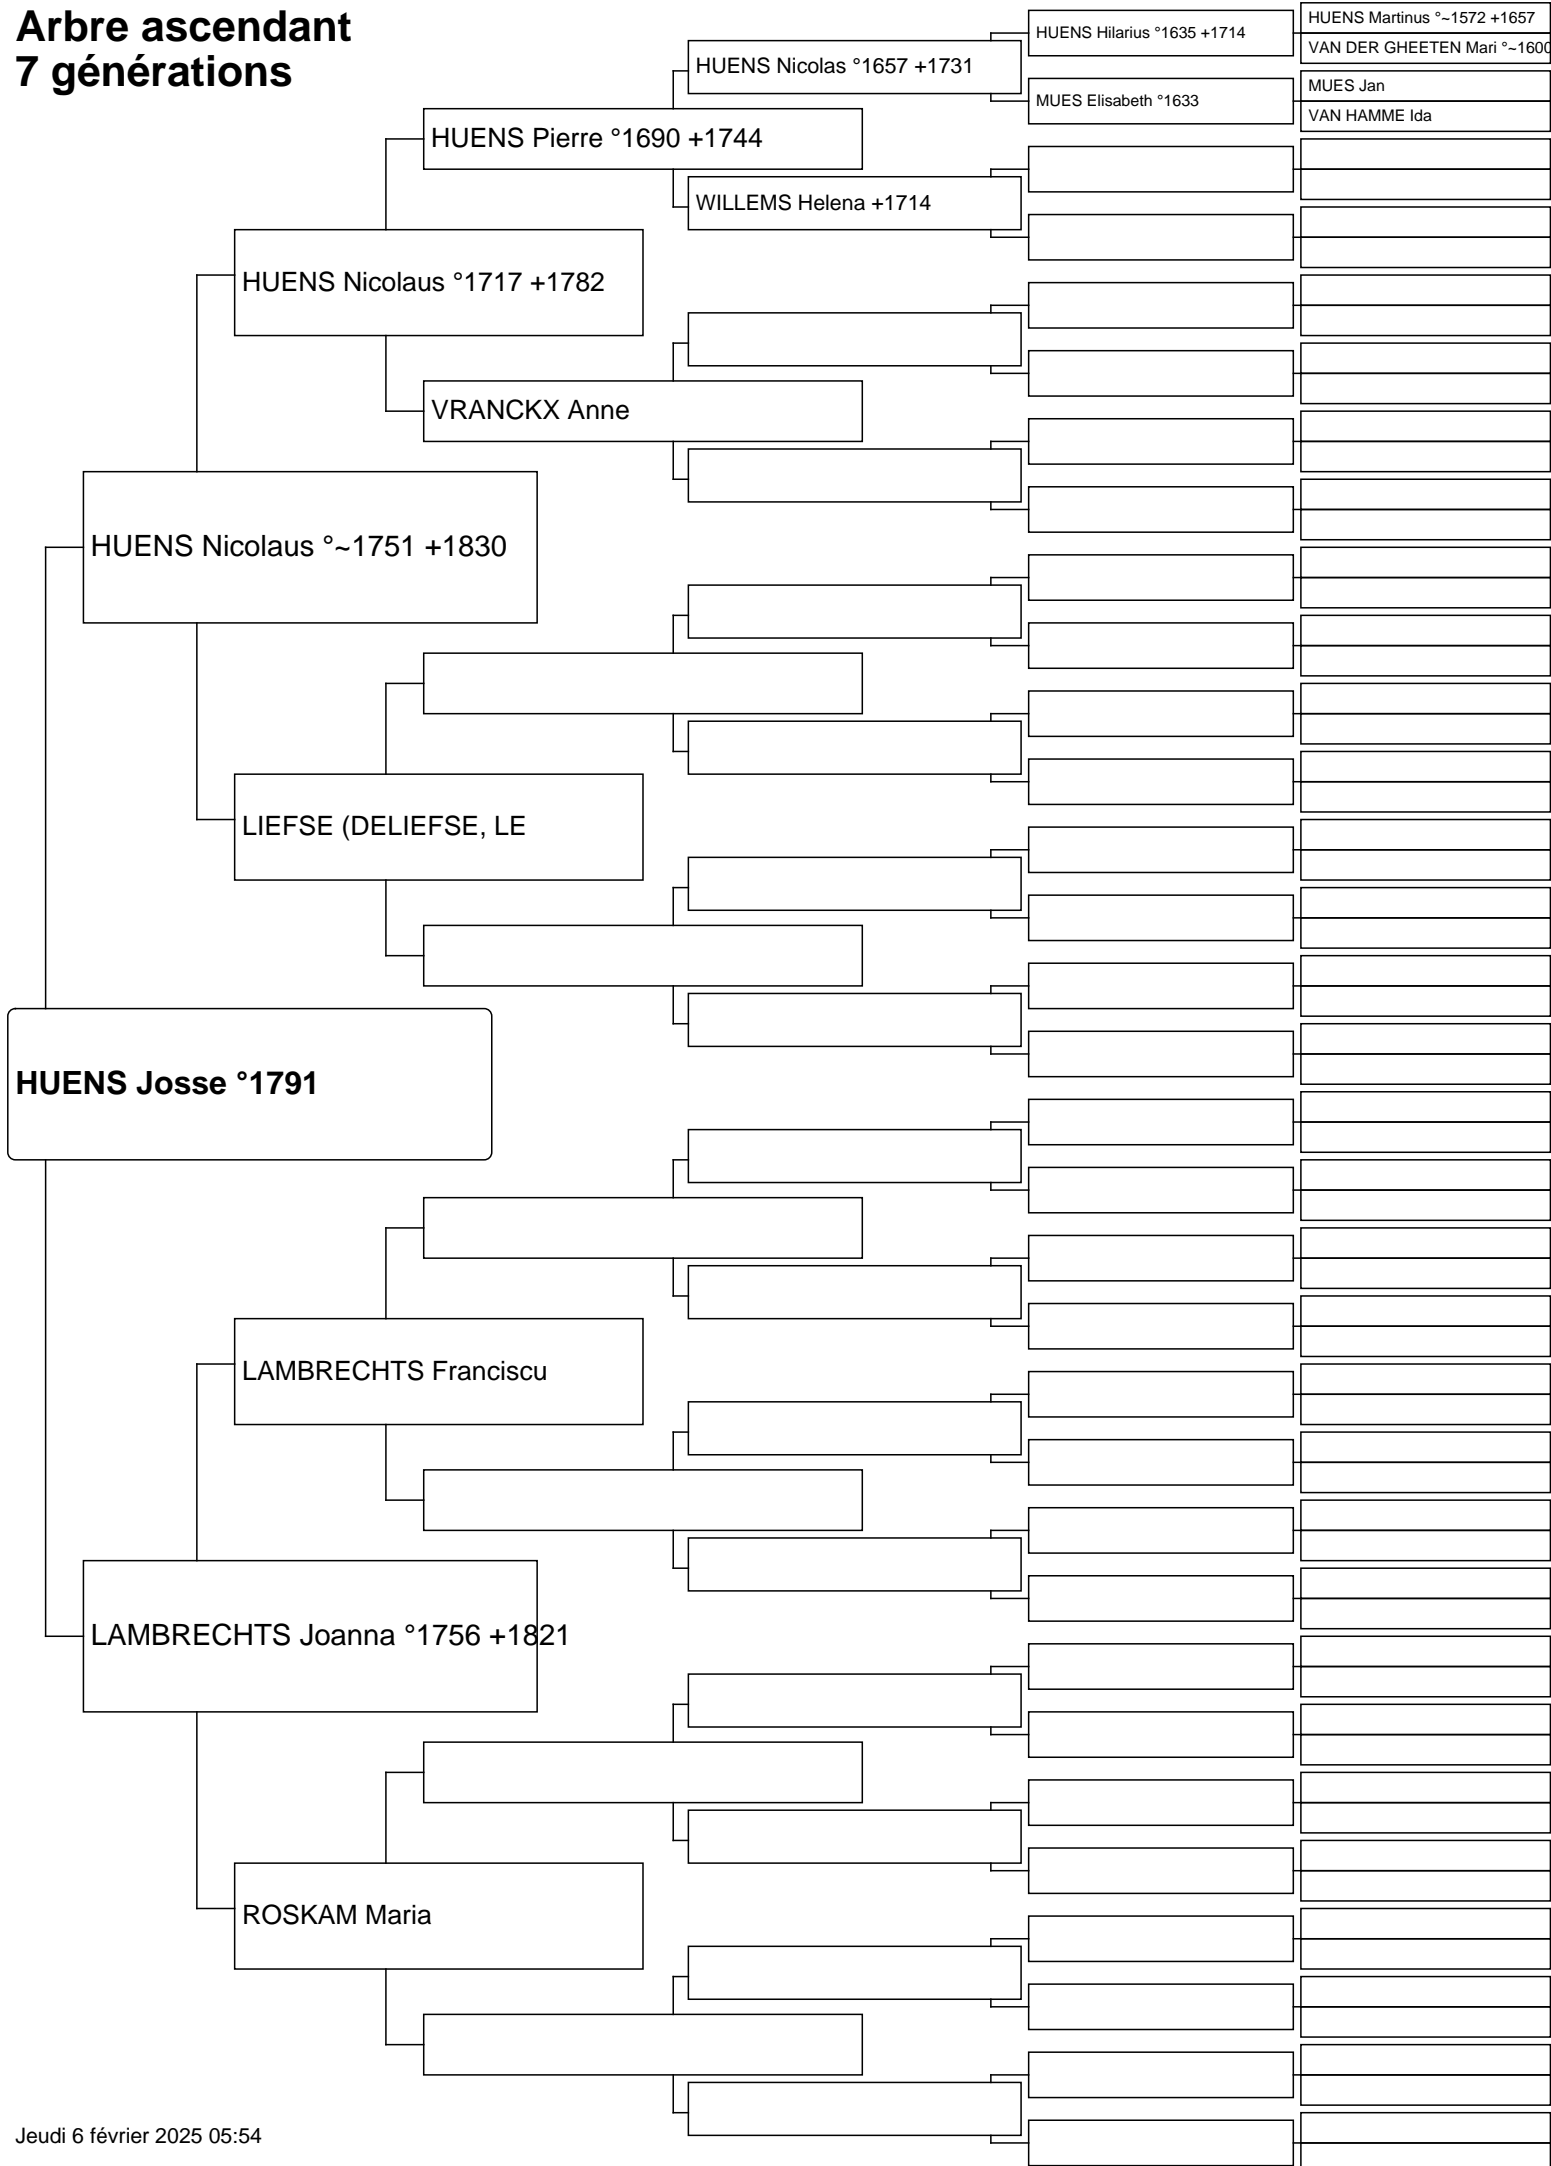 Arbre ascendant
7 générations
HUENS Josse °1791
HUENS Nicolaus °~1751 +1830
LAMBRECHTS Joanna °1756 +1821
HUENS Nicolaus °1717 +1782
LIEFSE (DELIEFSE, LE
LAMBRECHTS Franciscu
ROSKAM Maria
HUENS Pierre °1690 +1744
VRANCKX Anne
HUENS Nicolas °1657 +1731
WILLEMS Helena +1714
HUENS Hilarius °1635 +1714
MUES Elisabeth °1633
HUENS Martinus °~1572 +1657
VAN DER GHEETEN Mari °~1600
MUES Jan
VAN HAMME Ida
Jeudi 6 février 2025 05:54